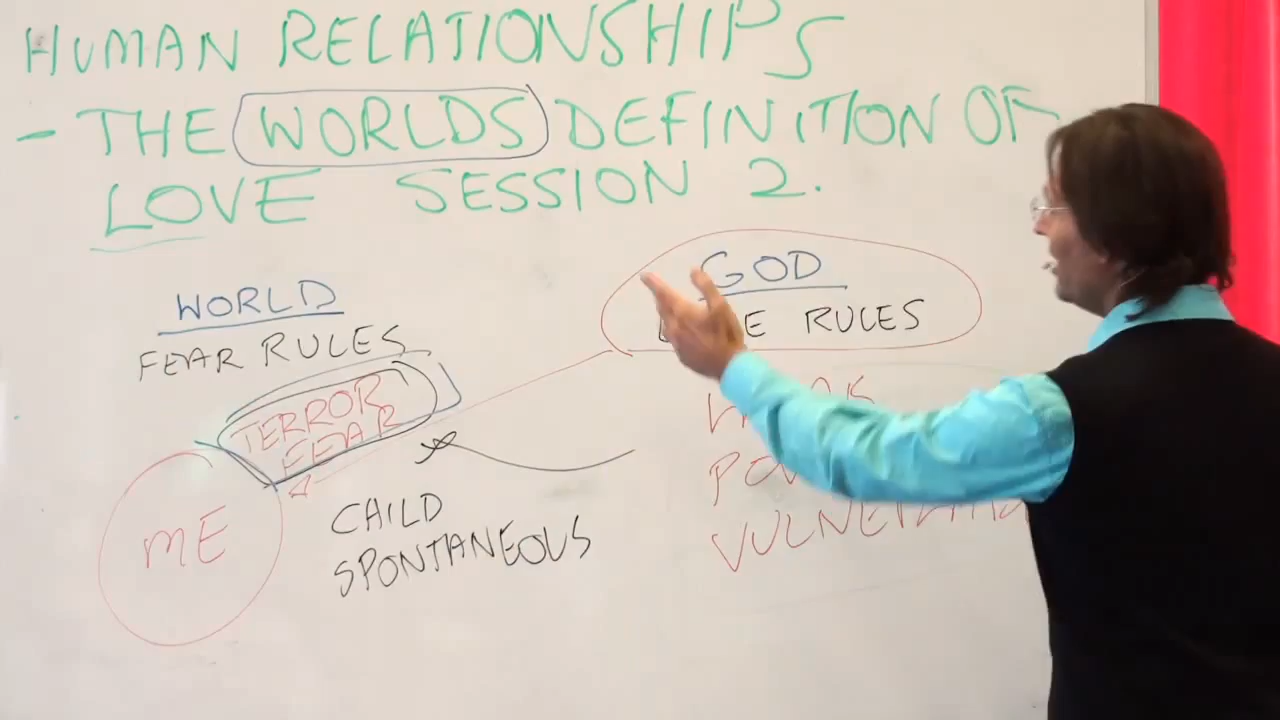 HUMAN RELATIONSHIPS
- THE WORLDS DEFINITION OF
LOVE SESSION 2.
WORLD
FEAR RULES
TERROR
FEAR
ME
CHILD
SPONTANEOUS
GOD
RULES